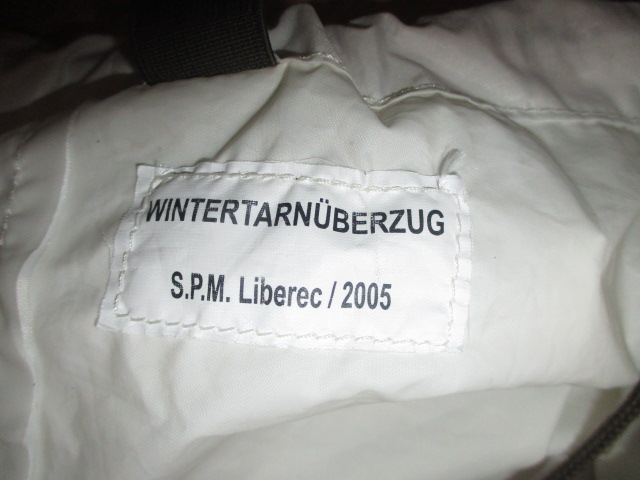 WINTERTARNÜBERZUG
S.P.M. Liberec / 2005